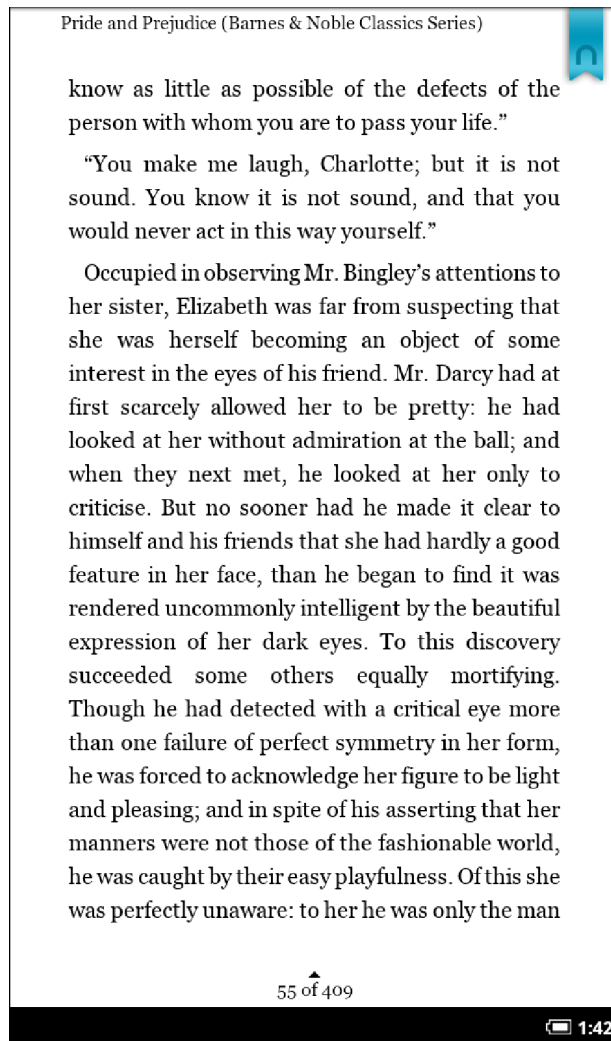 Pride and Prejudice (Barnes & Noble Classics Series)
know as little as possible of the defects of the
person with whom you are to pass your life.”
“You make me laugh, Charlotte; but it is not
sound. You know it is not sound, and that you
would never act in this way yourself.”
Occupied in observing Mr. Bingley’s attentions to
her sister, Elizabeth was far from suspecting that
she was herself becoming an object of some
interest in the eyes of his friend. Mr. Darcy had at
first scarcely allowed her to be pretty: he had
looked at her without admiration at the ball; and
when they next met, he looked at her only to
criticise. But no sooner had he made it clear to
himself and his friends that she had hardly a good
feature in her face, than he began to find it was
rendered uncommonly intelligent by the beautiful
expression of her dark eyes. To this discovery
succeeded some others equally mortifying.
Though he had detected with a critical eye more
than one failure of perfect symmetry in her form,
he was forced to acknowledge her figure to be light
and pleasing; and in spite of his asserting that her
manners were not those of the fashionable world,
he was caught by their easy playfulness. Of this she
was perfectly unaware: to her he was only the man
55 of 409
1:42